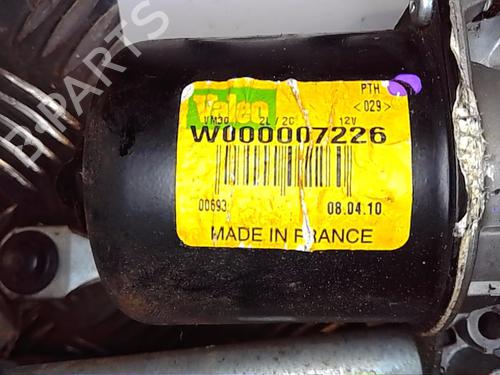 B-PARTS
Valeo
PTH
<029>
VM30 2L/2C 12V
W000007226
00693 08.04.10
MADE IN FRANCE